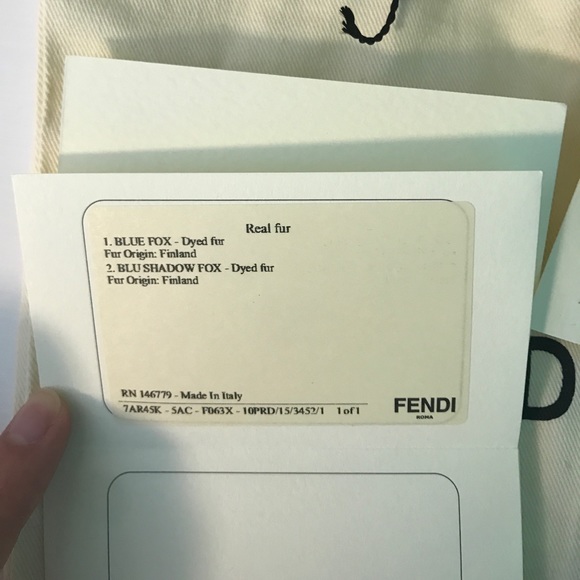 Real fur
1. BLUE FOX - Dyed fur
Fur Origin: Finland
2. BLU SHADOW FOX - Dyed fur
Fur Origin: Finland
RN 146779 - Made In Italy
7AR45K - 5AC - F063X - 10PRD/15/3452/1 1 of 1
FENDI
ROMA